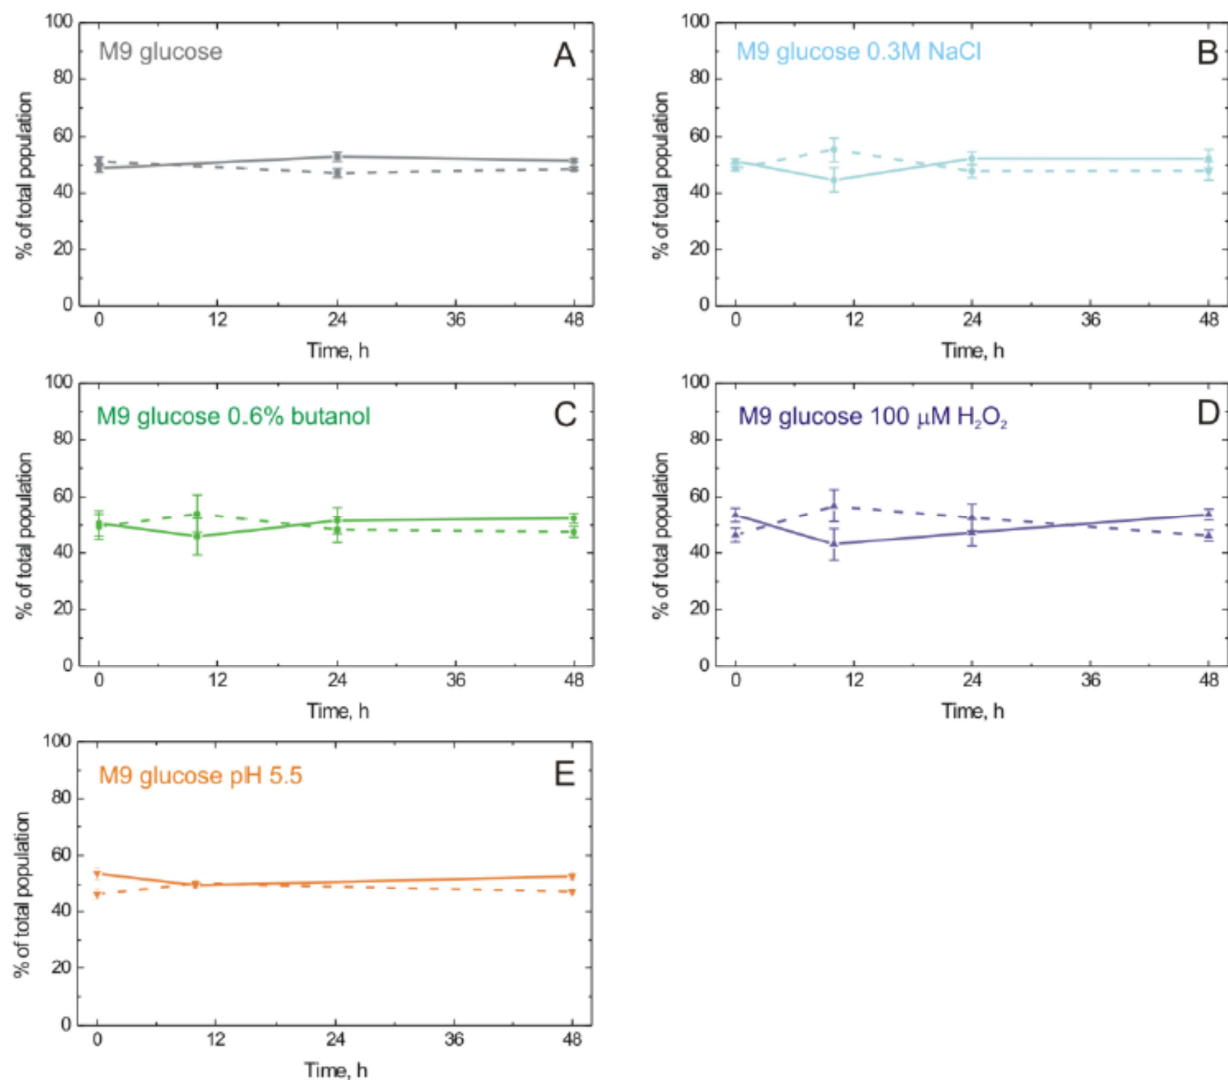 M9 glucose
A
% of total population
100
80
60
40
20
0
0 12 24 36 48
Time, h
M9 glucose 0.3M NaCl
B
% of total population
100
80
60
40
20
0
0 12 24 36 48
Time, h
M9 glucose 0.6% butanol
C
% of total population
100
80
60
40
20
0
0 12 24 36 48
Time, h
M9 glucose 100 μM H₂O₂
D
% of total population
100
80
60
40
20
0
0 12 24 36 48
Time, h
M9 glucose pH 5.5
E
% of total population
100
80
60
40
20
0
0 12 24 36 48
Time, h